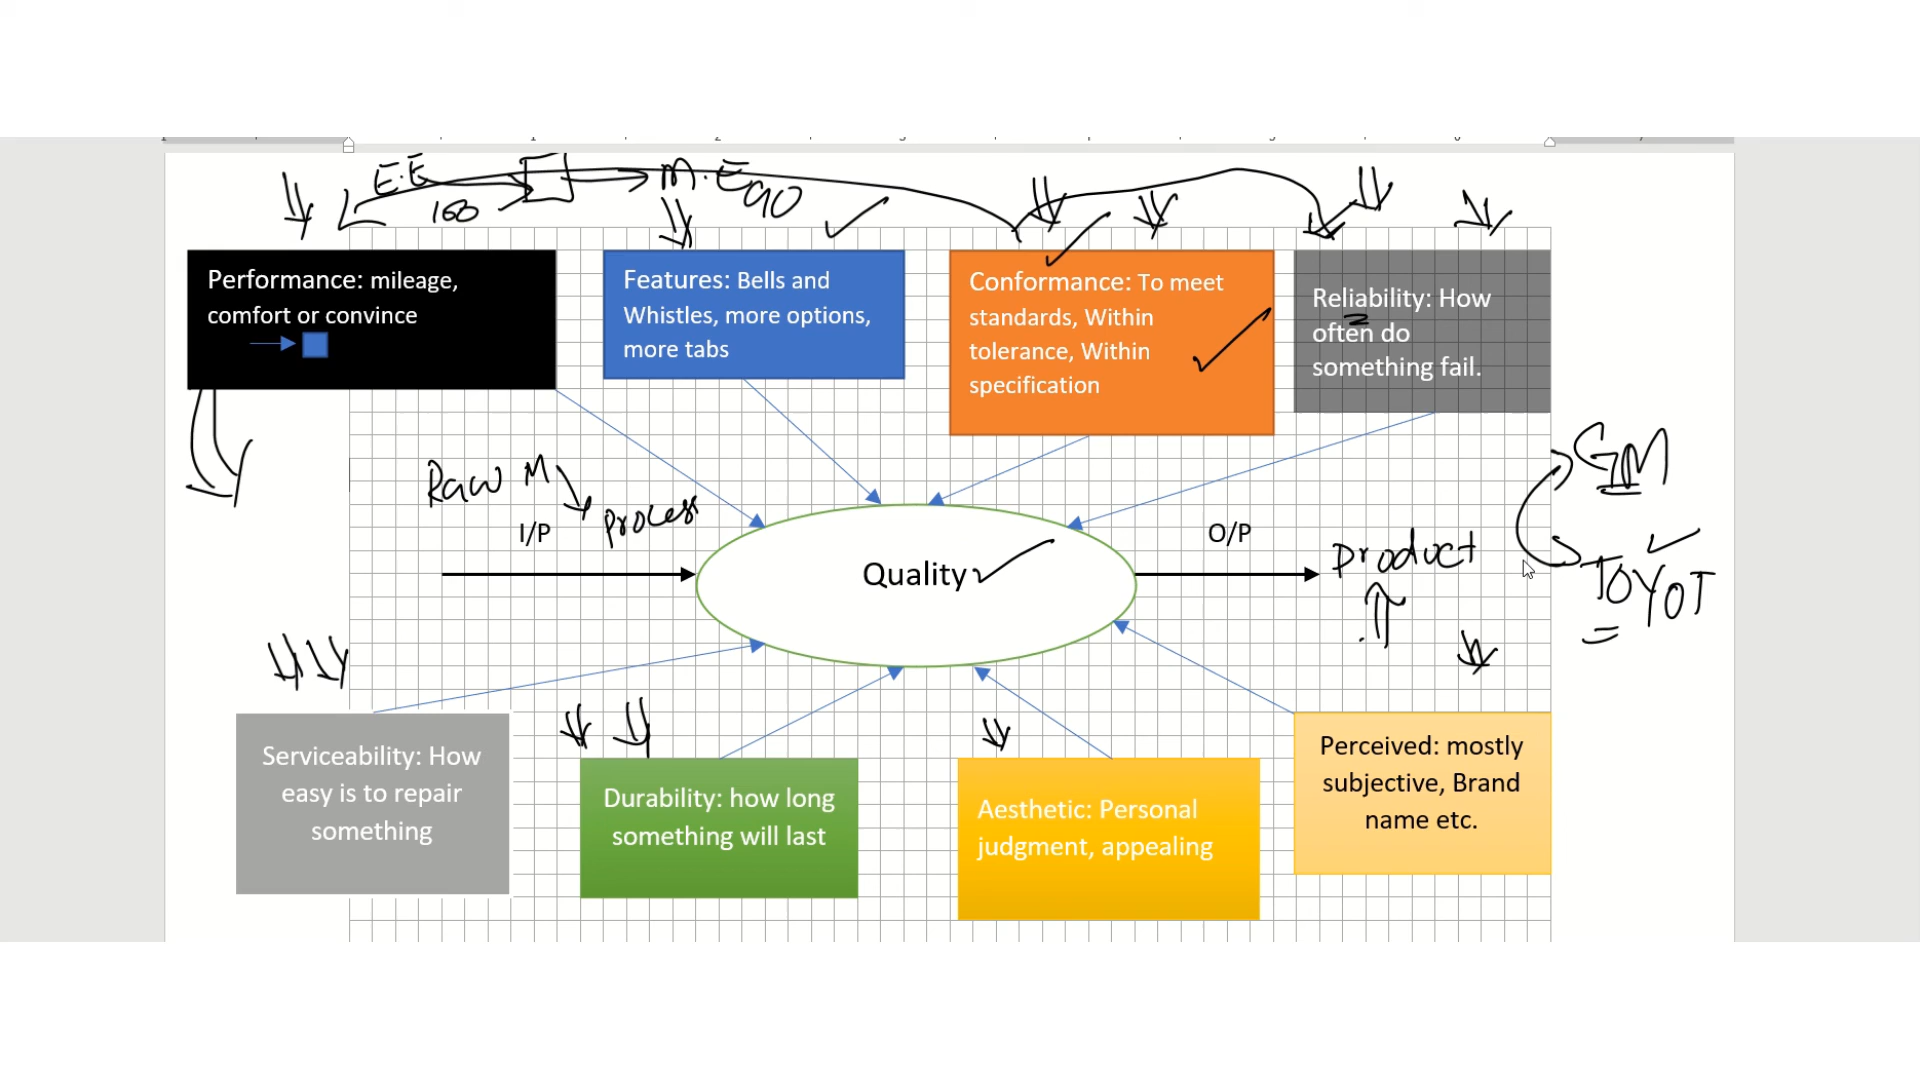 E.E
M.E
100
90
Performance: mileage,
comfort or convince
Features: Bells and
Whistles, more options,
more tabs
Conformance: To meet
standards, Within
tolerance, Within
specification
Reliability: How
often do
something fail.
Raw M
process
I/P
Quality
O/P
product
GM
TOYOT
Serviceability: How
easy is to repair
something
Durability: how long
something will last
Aesthetic: Personal
judgment, appealing
Perceived: mostly
subjective, Brand
name etc.